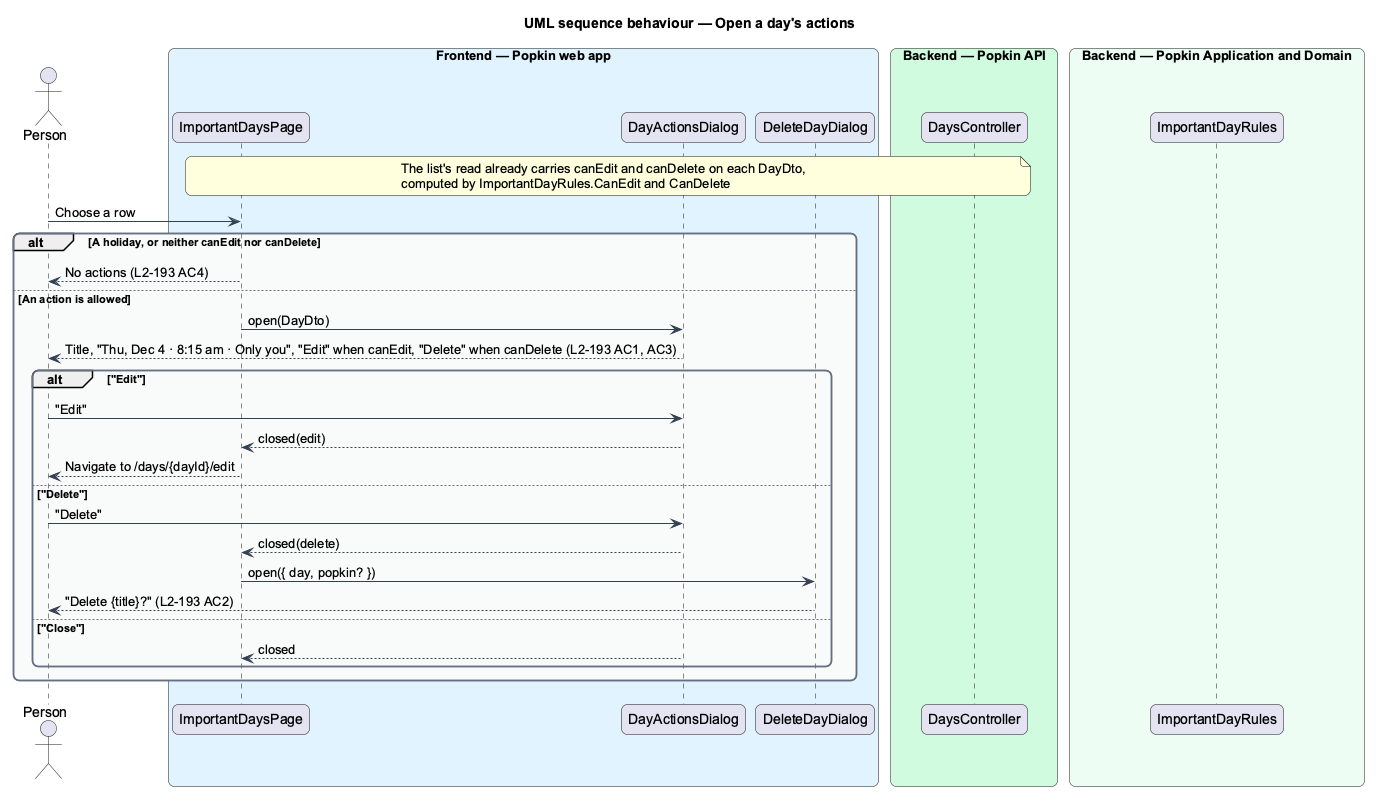 UML sequence behaviour — Open a day's actions
Frontend — Popkin web app
Backend — Popkin API
Backend — Popkin Application and Domain
Person
ImportantDaysPage
DayActionsDialog
DeleteDayDialog
DaysController
ImportantDayRules
The list's read already carries canEdit and canDelete on each DayDto,
computed by ImportantDayRules.CanEdit and CanDelete
Choose a row
alt
[A holiday, or neither canEdit nor canDelete]
No actions (L2-193 AC4)
[An action is allowed]
open(DayDto)
Title, "Thu, Dec 4 · 8:15 am · Only you", "Edit" when canEdit, "Delete" when canDelete (L2-193 AC1, AC3)
alt
["Edit"]
"Edit"
closed(edit)
Navigate to /days/{dayId}/edit
["Delete"]
"Delete"
closed(delete)
open({ day, popkin? })
"Delete {title}?" (L2-193 AC2)
["Close"]
closed
Person
ImportantDaysPage
DayActionsDialog
DeleteDayDialog
DaysController
ImportantDayRules